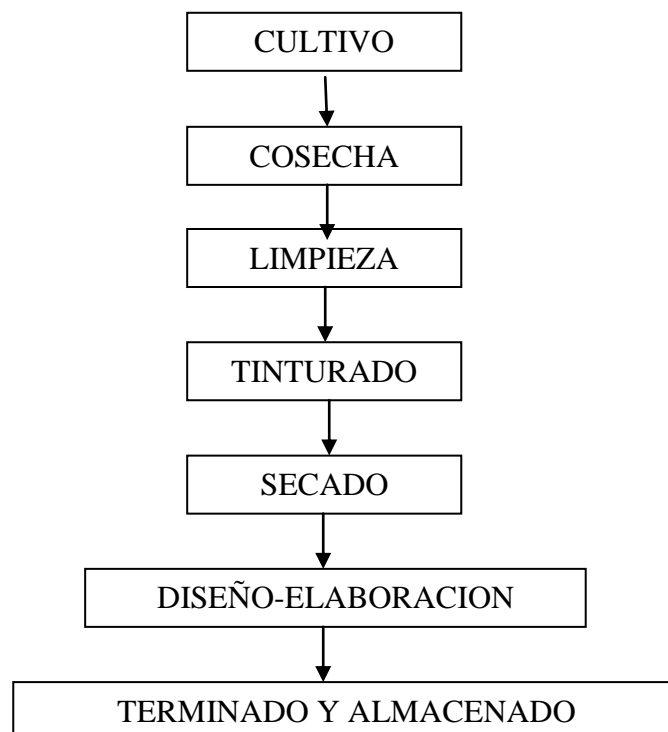 CULTIVO
COSECHA
LIMPIEZA
TINTURADO
SECADO
DISEÑO-ELABORACION
TERMINADO Y ALMACENADO